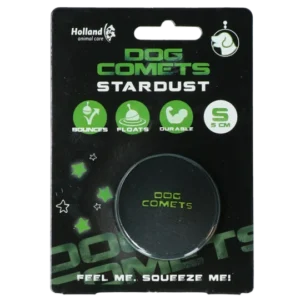 Holland
animal care
DOG
COMETS
STARDUST
BOUNCES
FLOATS
DURABLE
S
5 CM
DOG
COMETS
DOG
COMETS
FEEL ME, SQUEEZE ME!